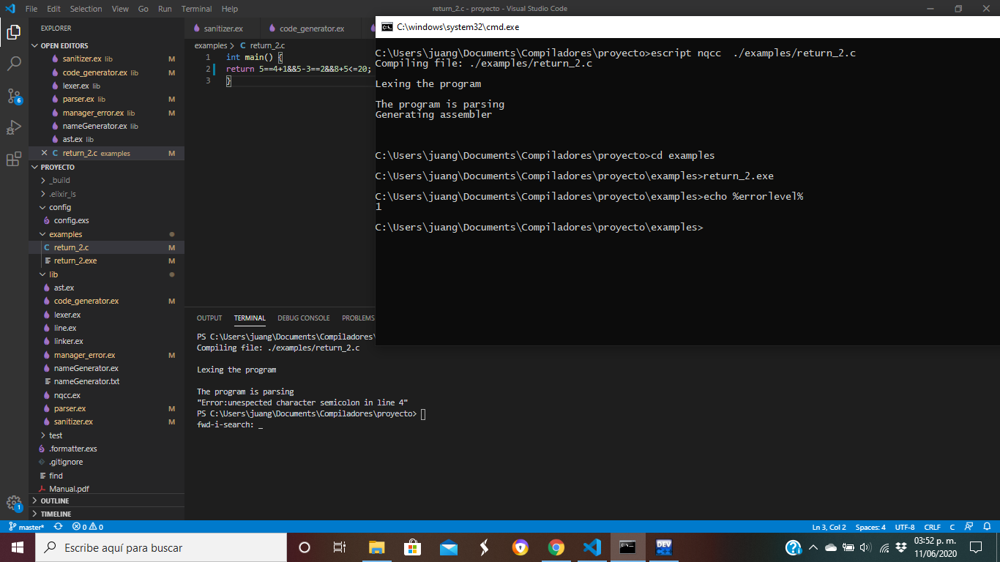 File Edit Selection View Go Run Terminal Help
return_2.c - proyecto - Visual Studio Code
EXPLORER
OPEN EDITORS
sanitizer.ex lib M
code_generator.ex lib M
lexer.ex lib
parser.ex lib M
manager_error.ex lib M
nameGenerator.ex lib
ast.ex lib
C return_2.c examples M
PROYECTO
_build
.elixir_ls
config
config.exs
examples
C return_2.c M
return_2.exe M
lib
ast.ex
code_generator.ex M
lexer.ex
line.ex
linker.ex
manager_error.ex M
nameGenerator.ex
nameGenerator.txt
nqcc.ex
parser.ex M
sanitizer.ex M
test
.formatter.exs
.gitignore
find
Manual.pdf
OUTLINE
TIMELINE
6
1
sanitizer.ex
code_generator.ex
examples > C return_2.c
1 int main() {
2 return 5==4+1&&5-3==2&&8+5<=20;
3 }
OUTPUT TERMINAL DEBUG CONSOLE PROBLEMS
PS C:\Users\juang\Documents\Compiladores\
Compiling file: ./examples/return_2.c
Lexing the program
The program is parsing
"Error:unespected character semicolon in line 4"
PS C:\Users\juang\Documents\Compiladores\proyecto>
fwd-i-search: _
C:\windows\system32\cmd.exe
C:\Users\juang\Documents\Compiladores\proyecto>escript nqcc  ./examples/return_2.c
Compiling file: ./examples/return_2.c
Lexing the program
The program is parsing
Generating assembler
C:\Users\juang\Documents\Compiladores\proyecto>cd examples
C:\Users\juang\Documents\Compiladores\proyecto\examples>return_2.exe
C:\Users\juang\Documents\Compiladores\proyecto\examples>echo %errorlevel%
1
C:\Users\juang\Documents\Compiladores\proyecto\examples>
master* 0 0
Ln 3, Col 2 Spaces: 4 UTF-8 CRLF C
Escribe aquí para buscar
DEV
03:52 p. m.
11/06/2020